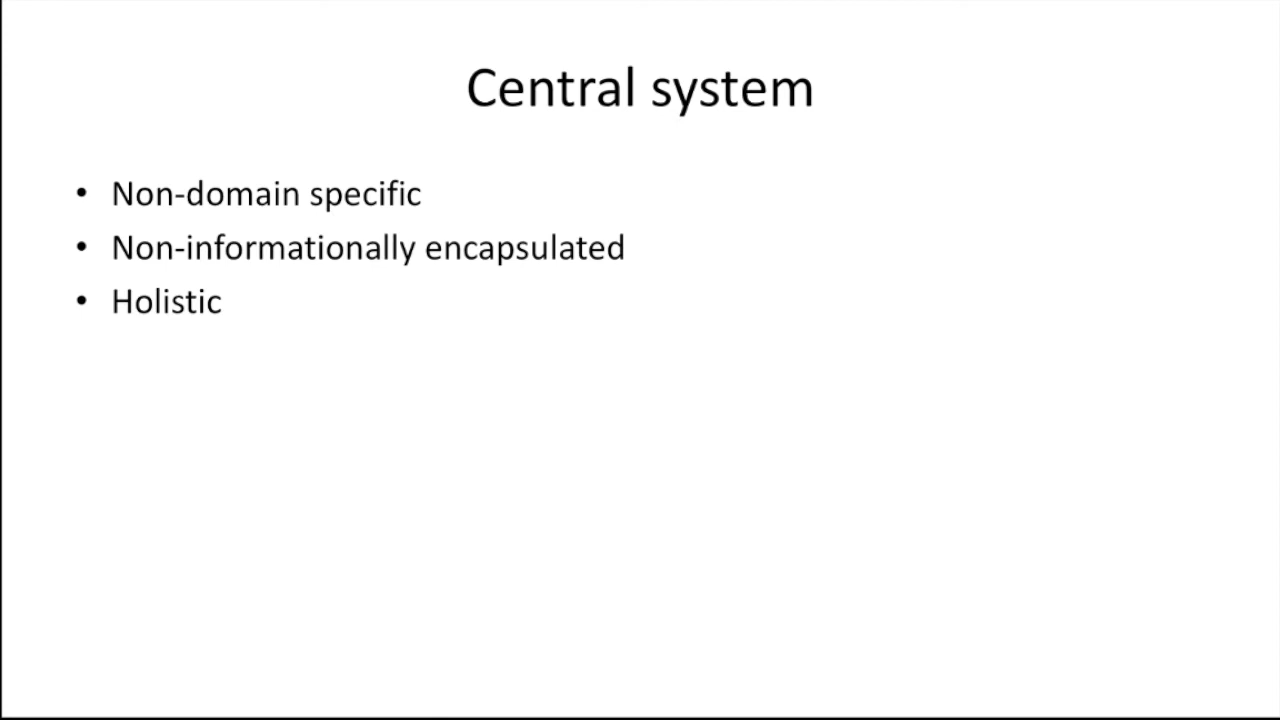 Central system
• Non-domain specific
• Non-informationally encapsulated
• Holistic